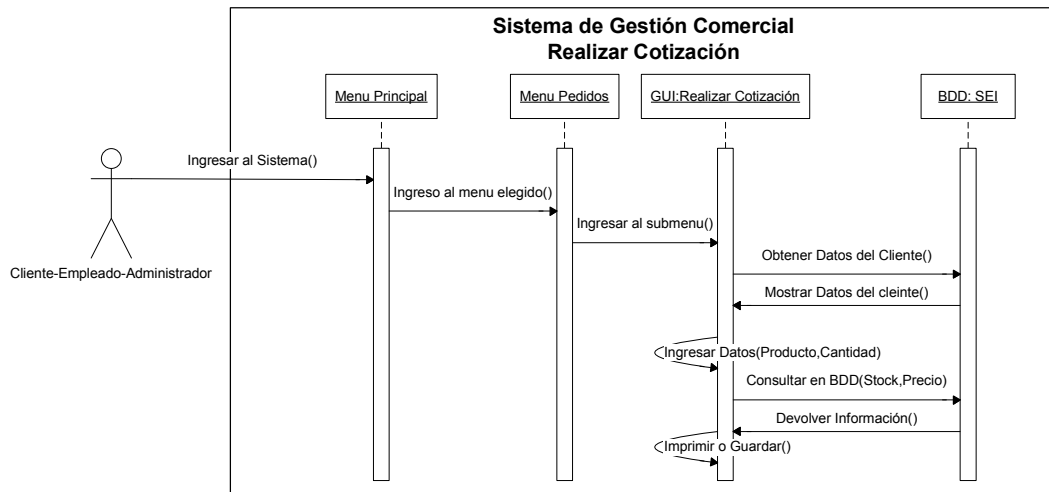 Sistema de Gestión Comercial
Realizar Cotización
Menu Principal
Menu Pedidos
GUI:Realizar Cotización
BDD: SEI
Ingresar al Sistema()
Ingreso al menu elegido()
Ingresar al submenu()
Cliente-Empleado-Administrador
Obtener Datos del Cliente()
Mostrar Datos del cleinte()
Ingresar Datos(Producto,Cantidad)
Consultar en BDD(Stock,Precio)
Devolver Información()
Imprimir o Guardar()